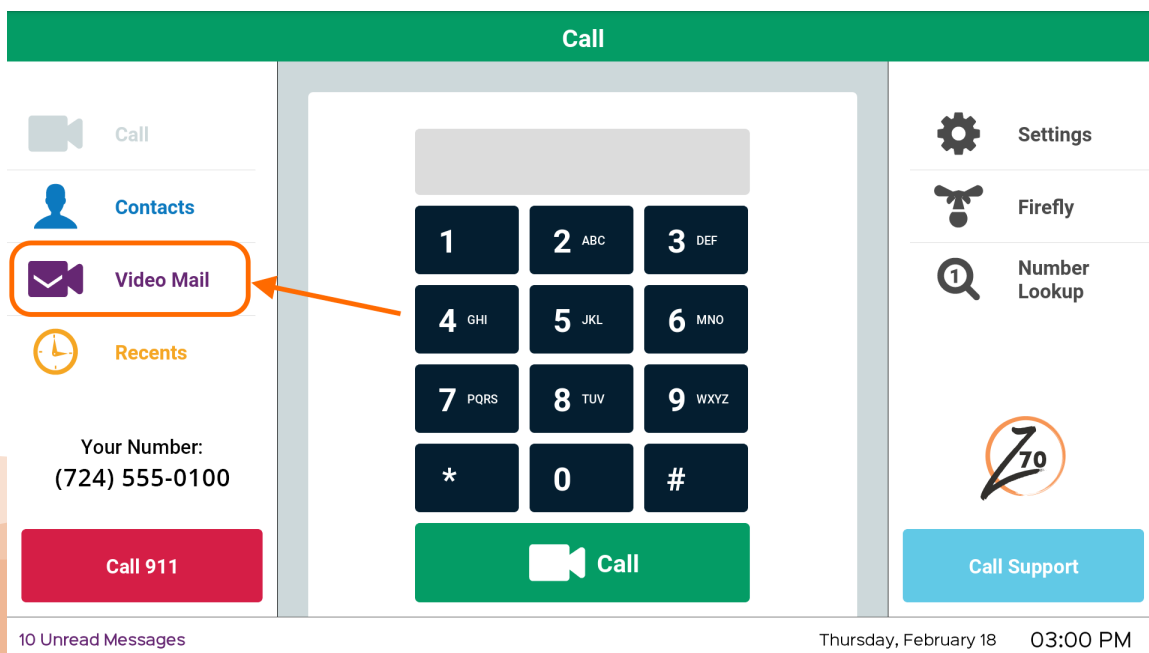 Call
Call
Contacts
Video Mail
Recents
Your Number:
(724) 555-0100
Call 911
1
2 ABC
3 DEF
4 GHI
5 JKL
6 MNO
7 PQRS
8 TUV
9 WXYZ
*
0
#
Call
Settings
Firefly
1
Number
Lookup
Z70
Call Support
10 Unread Messages
Thursday, February 18
03:00 PM